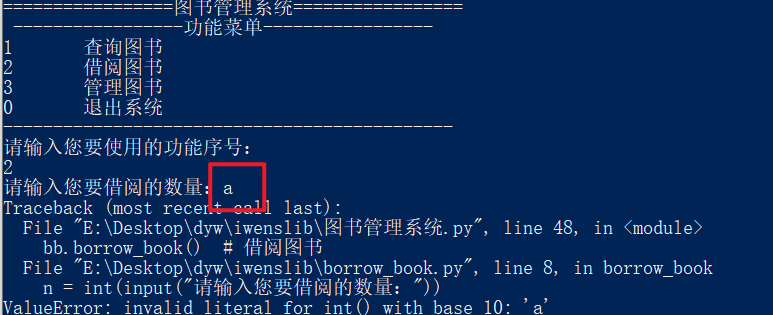 =================图书管理系统=================
-----------------功能菜单-----------------
1 查询图书
2 借阅图书
3 管理图书
0 退出系统
---------------------------------------------
请输入您要使用的功能序号:
2
请输入您要借阅的数量:a
Traceback (most recent call last):
File "E:\Desktop\dyw\iwenslib\图书管理系统.py", line 48, in <module>
bb.borrow_book() # 借阅图书
File "E:\Desktop\dyw\iwenslib\borrow_book.py", line 8, in borrow_book
n = int(input("请输入您要借阅的数量:"))
ValueError: invalid literal for int() with base 10: 'a'